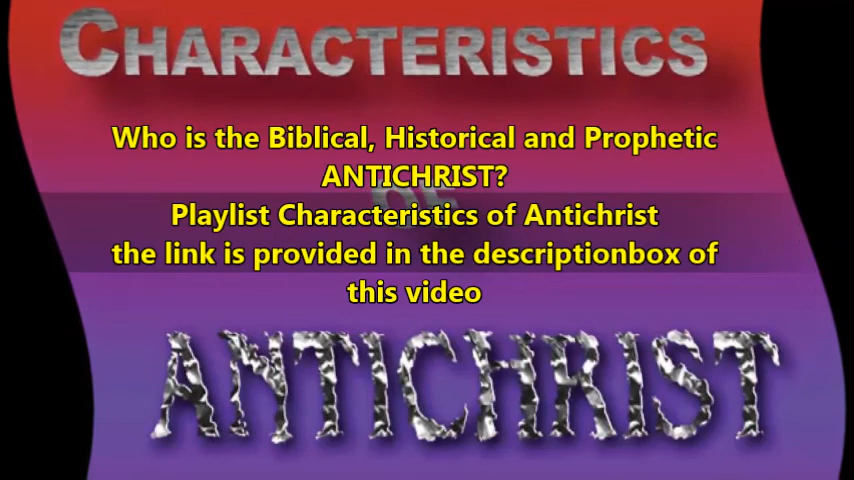 CHARACTERISTICS
Who is the Biblical, Historical and Prophetic
ANTICHRIST?
OF
Playlist Characteristics of Antichrist
the link is provided in the descriptionbox of
this video
ANTICHRIST